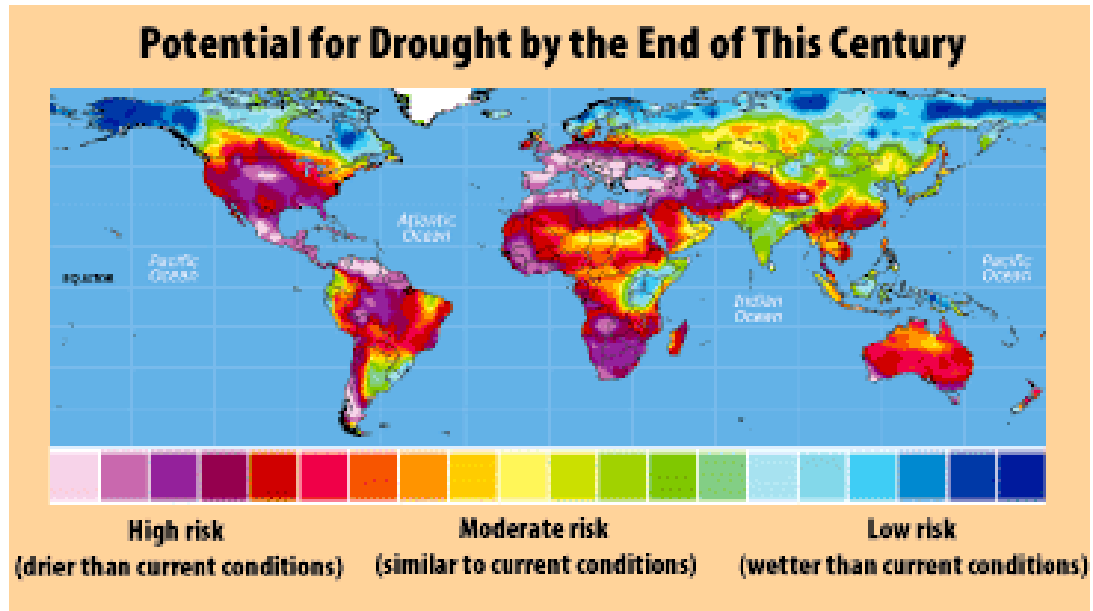 Potential for Drought by the End of This Century
Atlantic
Ocean
Pacific
Ocean
EQUATOR
Pacific
Ocean
Indian
Ocean
High risk
(drier than current conditions)
Moderate risk
(similar to current conditions)
Low risk
(wetter than current conditions)